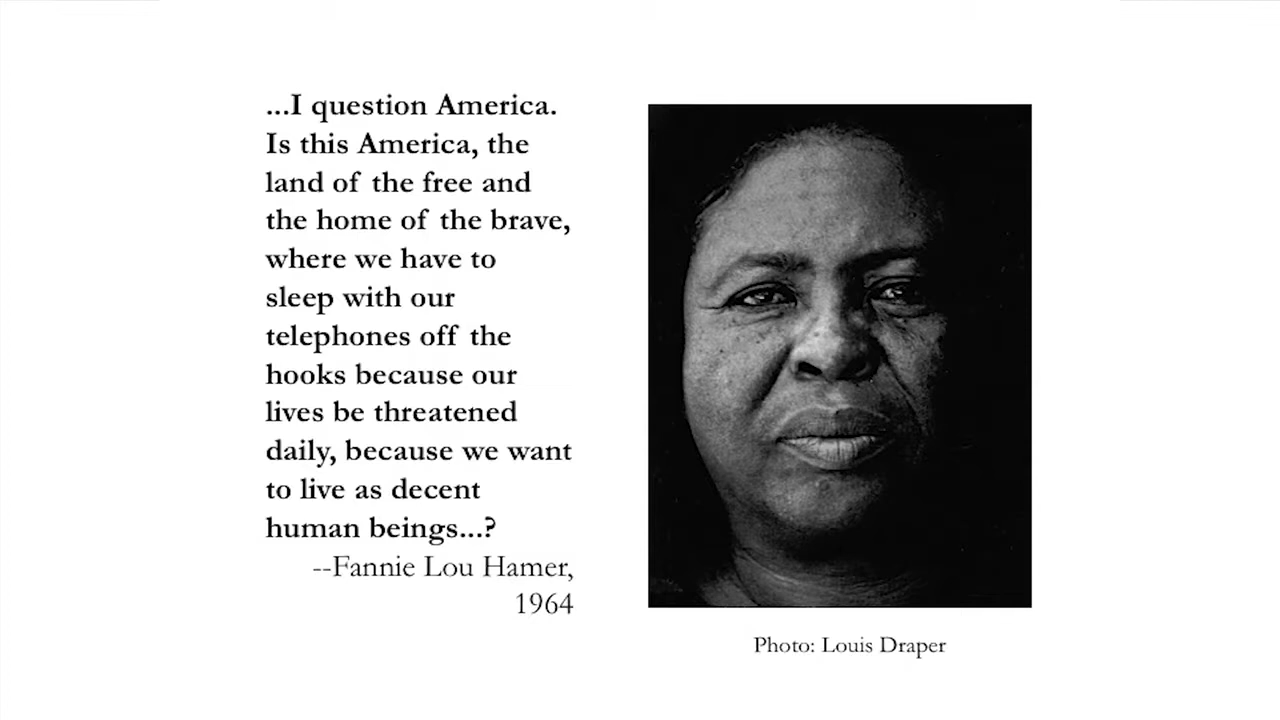 ...I question America.
Is this America, the
land of the free and
the home of the brave,
where we have to
sleep with our
telephones off the
hooks because our
lives be threatened
daily, because we want
to live as decent
human beings...?
--Fannie Lou Hamer,
1964
Photo: Louis Draper